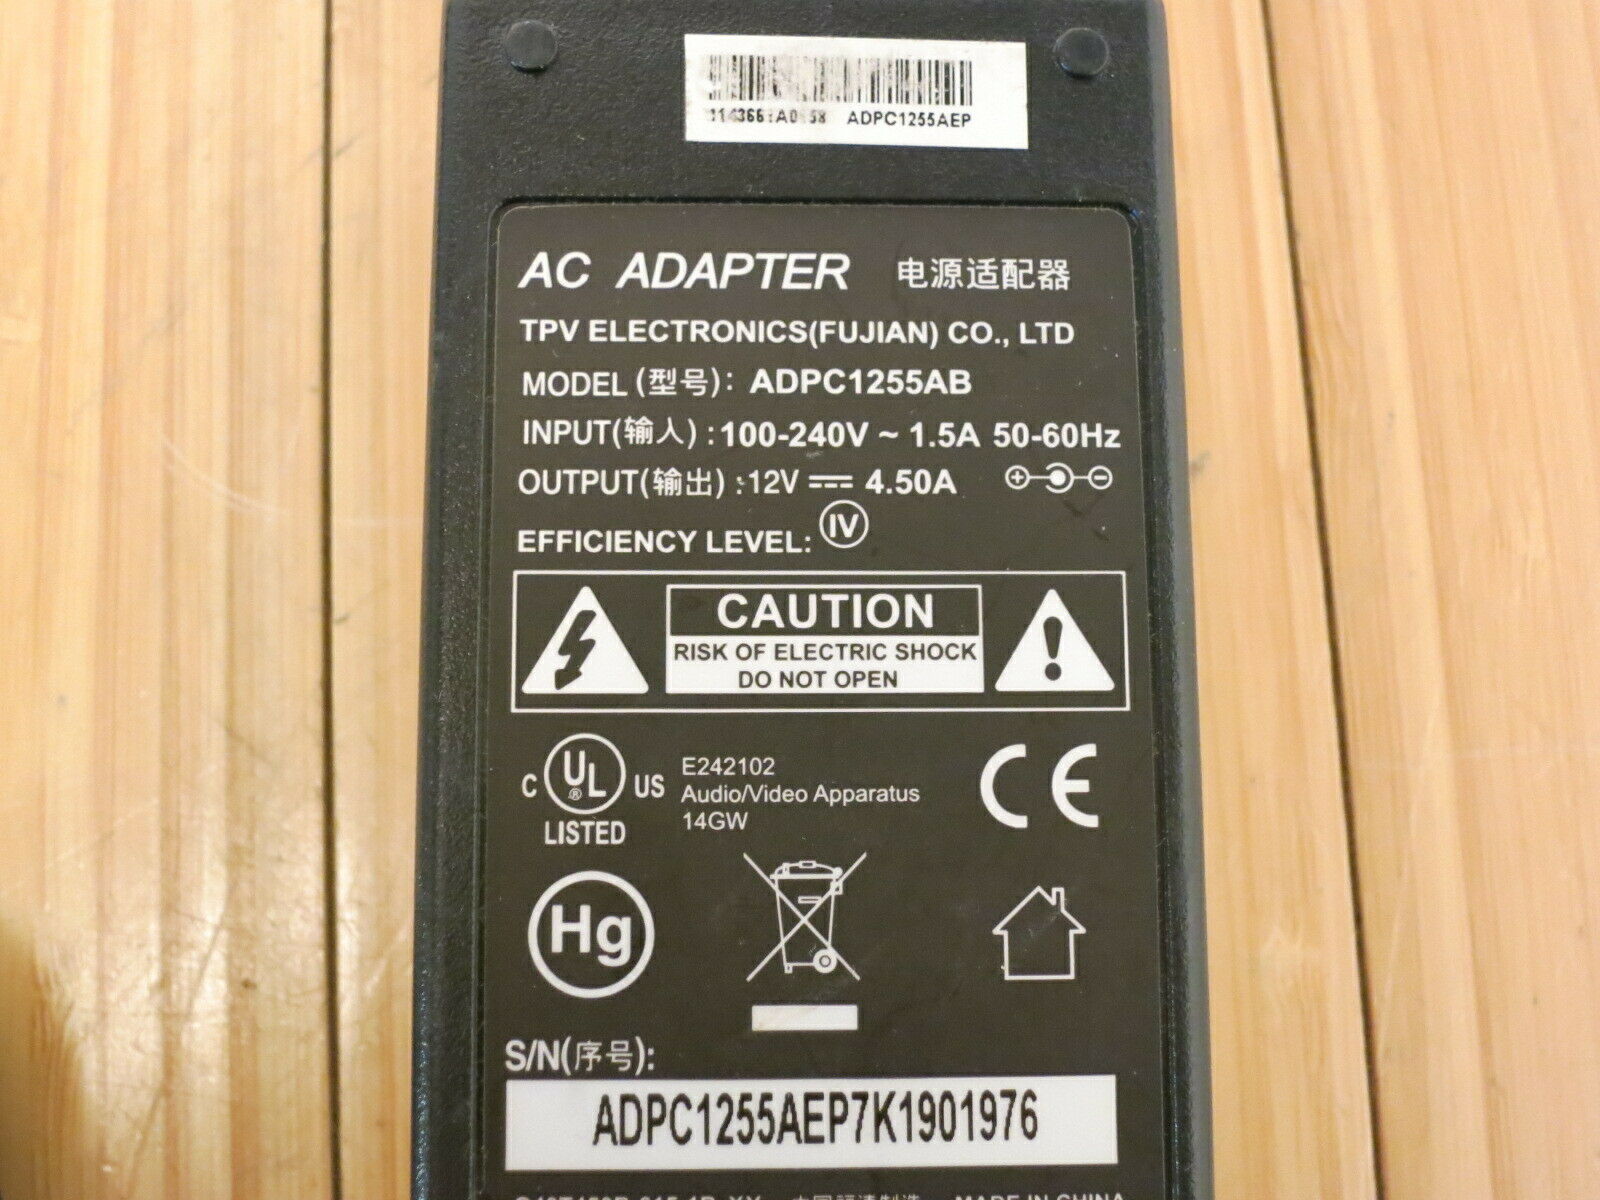 ADPC1255AEP
AC ADAPTER 电源适配器
TPV ELECTRONICS(FUJIAN) CO., LTD
MODEL (型号): ADPC1255AB
INPUT(输入) : 100-240V ~ 1.5A 50-60Hz
OUTPUT(输出) : 12V ⎓ 4.50A
EFFICIENCY LEVEL: IV
CAUTION
RISK OF ELECTRIC SHOCK
DO NOT OPEN
C UL ® US
LISTED
E242102
Audio/Video Apparatus
14GW
CE
Hg
S/N(序号):
ADPC1255AEP7K1901976
MADE IN CHINA